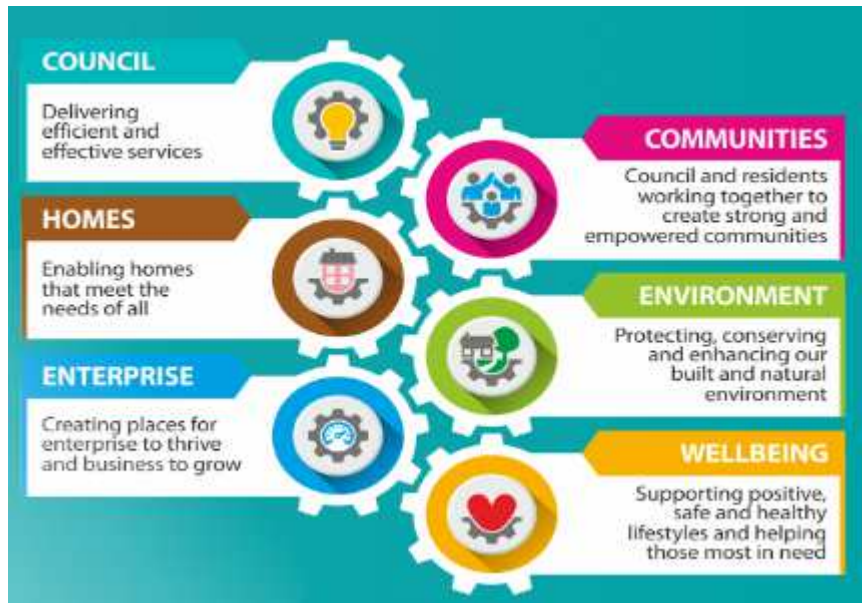 COUNCIL
Delivering
efficient and
effective services
COMMUNITIES
Council and residents
working together to
create strong and
empowered communities
HOMES
Enabling homes
that meet the
needs of all
ENVIRONMENT
Protecting, conserving
and enhancing our
built and natural
environment
ENTERPRISE
Creating places for
enterprise to thrive
and business to grow
WELLBEING
Supporting positive,
safe and healthy
lifestyles and helping
those most in need